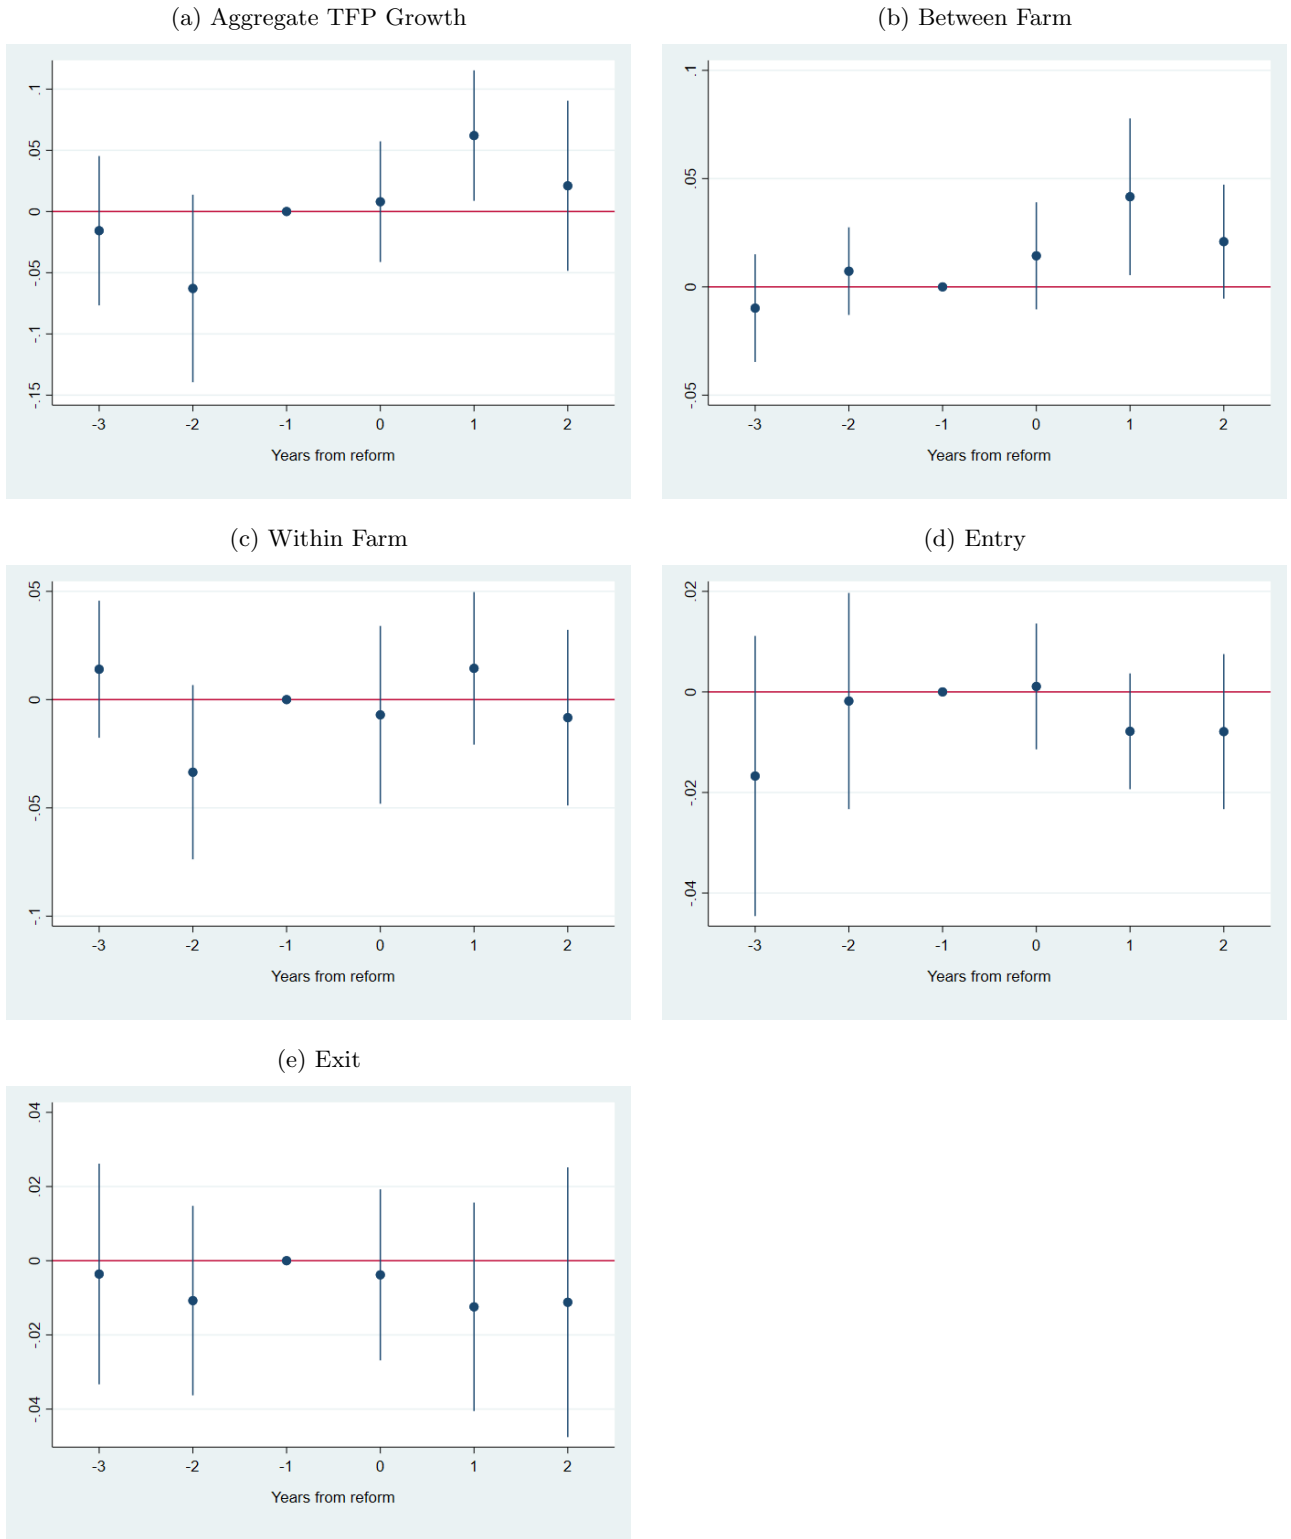 (a) Aggregate TFP Growth
.1
.05
0
-.05
-.1
-.15
-3 -2 -1 0 1 2
Years from reform
(b) Between Farm
.1
.05
0
-.05
-3 -2 -1 0 1 2
Years from reform
(c) Within Farm
.05
0
-.05
-.1
-3 -2 -1 0 1 2
Years from reform
(d) Entry
.02
0
-.02
-.04
-3 -2 -1 0 1 2
Years from reform
(e) Exit
.04
.02
0
-.02
-.04
-3 -2 -1 0 1 2
Years from reform